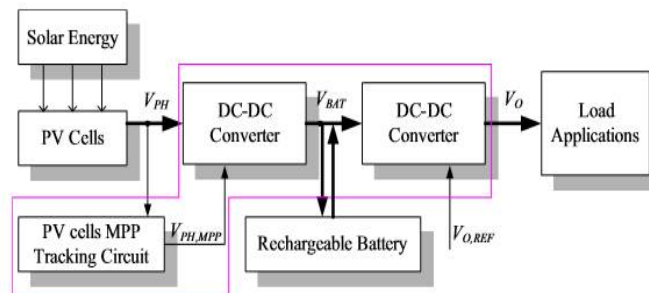 Solar Energy
V_PH
V_BAT
V_O
PV Cells
DC-DC
Converter
DC-DC
Converter
Load
Applications
PV cells MPP
Tracking Circuit
V_PH,MPP
Rechargeable Battery
V_O,REF